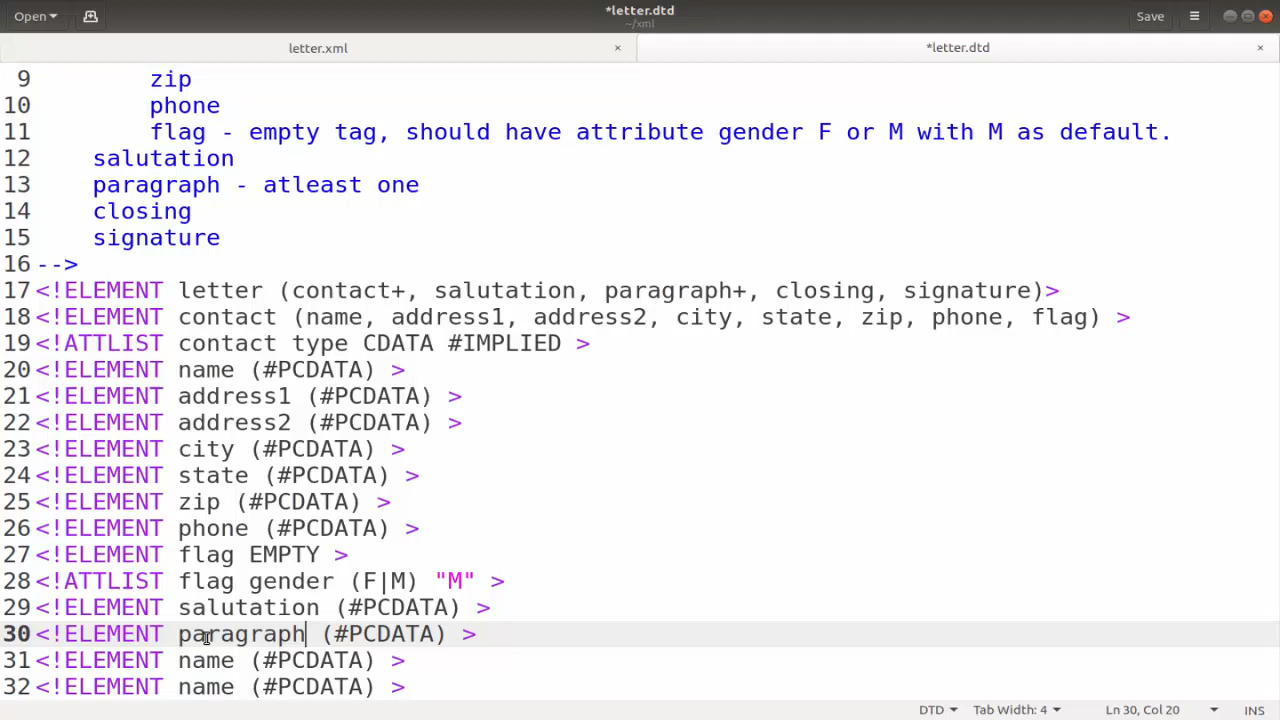 Open
*letter.dtd
~/xml
Save
letter.xml ×
*letter.dtd ×
9 zip
10 phone
11 flag - empty tag, should have attribute gender F or M with M as default.
12 salutation
13 paragraph - atleast one
14 closing
15 signature
16 -->
17 <!ELEMENT letter (contact+, salutation, paragraph+, closing, signature)>
18 <!ELEMENT contact (name, address1, address2, city, state, zip, phone, flag) >
19 <!ATTLIST contact type CDATA #IMPLIED >
20 <!ELEMENT name (#PCDATA) >
21 <!ELEMENT address1 (#PCDATA) >
22 <!ELEMENT address2 (#PCDATA) >
23 <!ELEMENT city (#PCDATA) >
24 <!ELEMENT state (#PCDATA) >
25 <!ELEMENT zip (#PCDATA) >
26 <!ELEMENT phone (#PCDATA) >
27 <!ELEMENT flag EMPTY >
28 <!ATTLIST flag gender (F|M) "M" >
29 <!ELEMENT salutation (#PCDATA) >
30 <!ELEMENT paragraph (#PCDATA) >
31 <!ELEMENT name (#PCDATA) >
32 <!ELEMENT name (#PCDATA) >
DTD Tab Width: 4 Ln 30, Col 20 INS